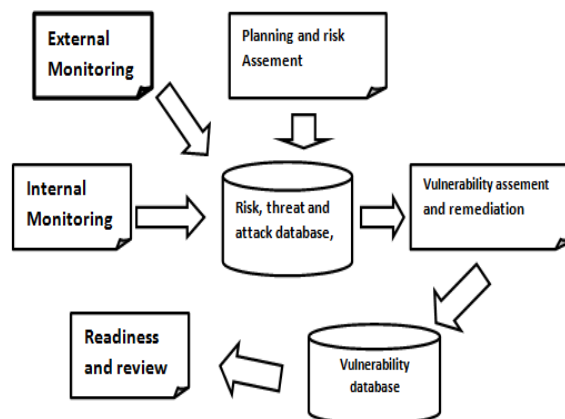 External
Monitoring
Planning and risk
Assement
Internal
Monitoring
Risk, threat and
attack database,
Vulnerability assement
and remediation
Readiness
and review
Vulnerability
database